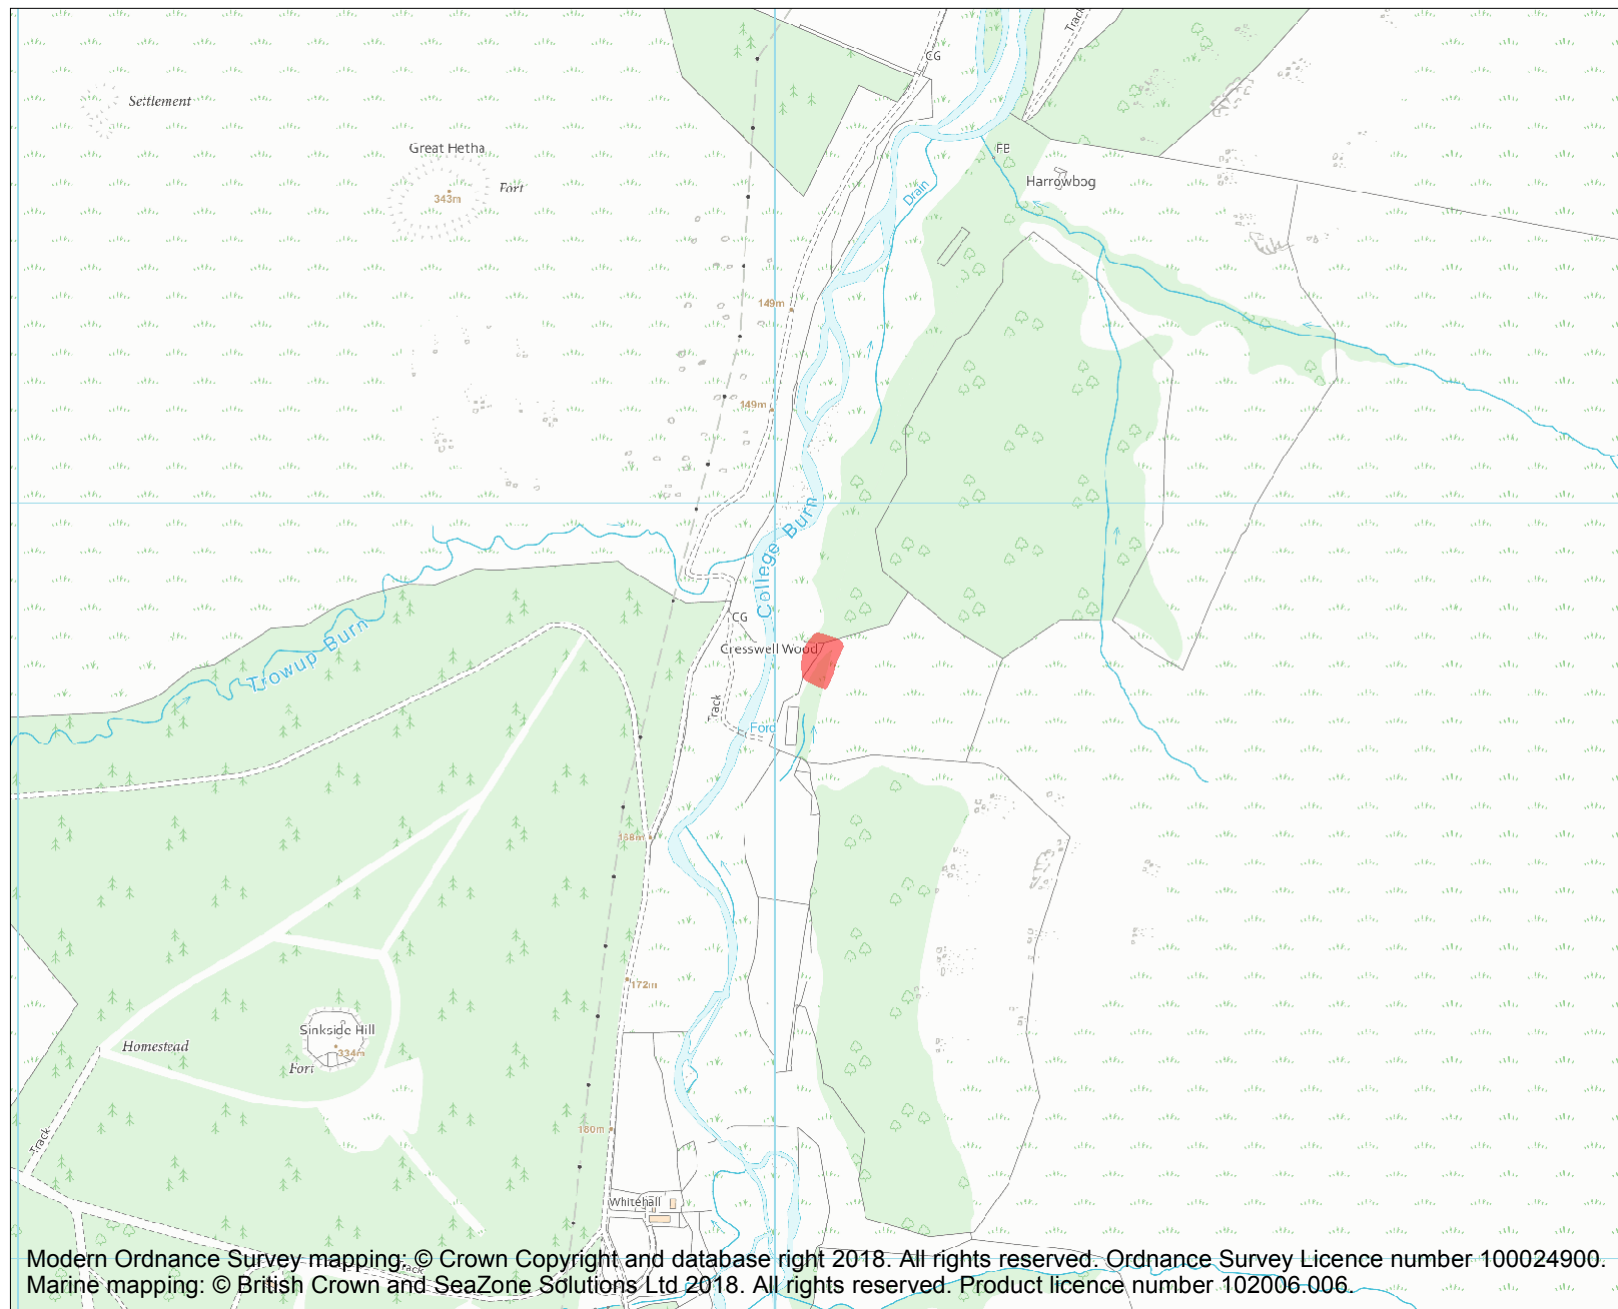 Track
CG
Settlement
Great Hetha
FB
Harrowbog
Fort
Drain
343m
149m
149m
College Burn
CG
Trowup Burn
Cresswell Wood
Track
Ford
168m
172m
Sinkside Hill
Homestead
334m
Fort
180m
Track
Whitehall
Track
Modern Ordnance Survey mapping: © Crown Copyright and database right 2018. All rights reserved. Ordnance Survey Licence number 100024900.
Marine mapping: © British Crown and SeaZone Solutions Ltd 2018. All rights reserved. Product licence number 102006.006.